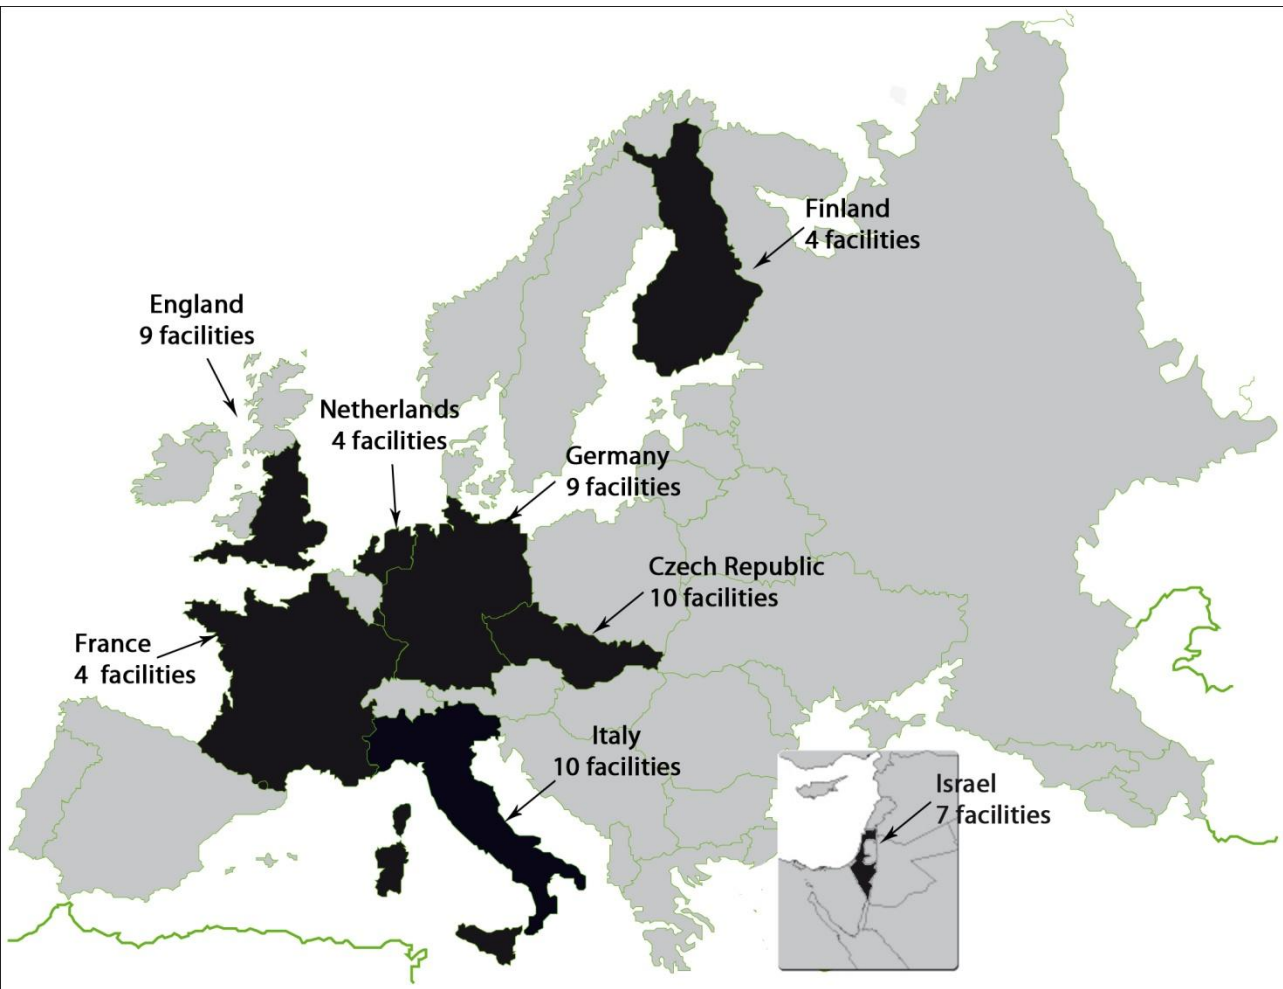 Finland
4 facilities
England
9 facilities
Netherlands
4 facilities
Germany
9 facilities
Czech Republic
10 facilities
France
4 facilities
Italy
10 facilities
Israel
7 facilities